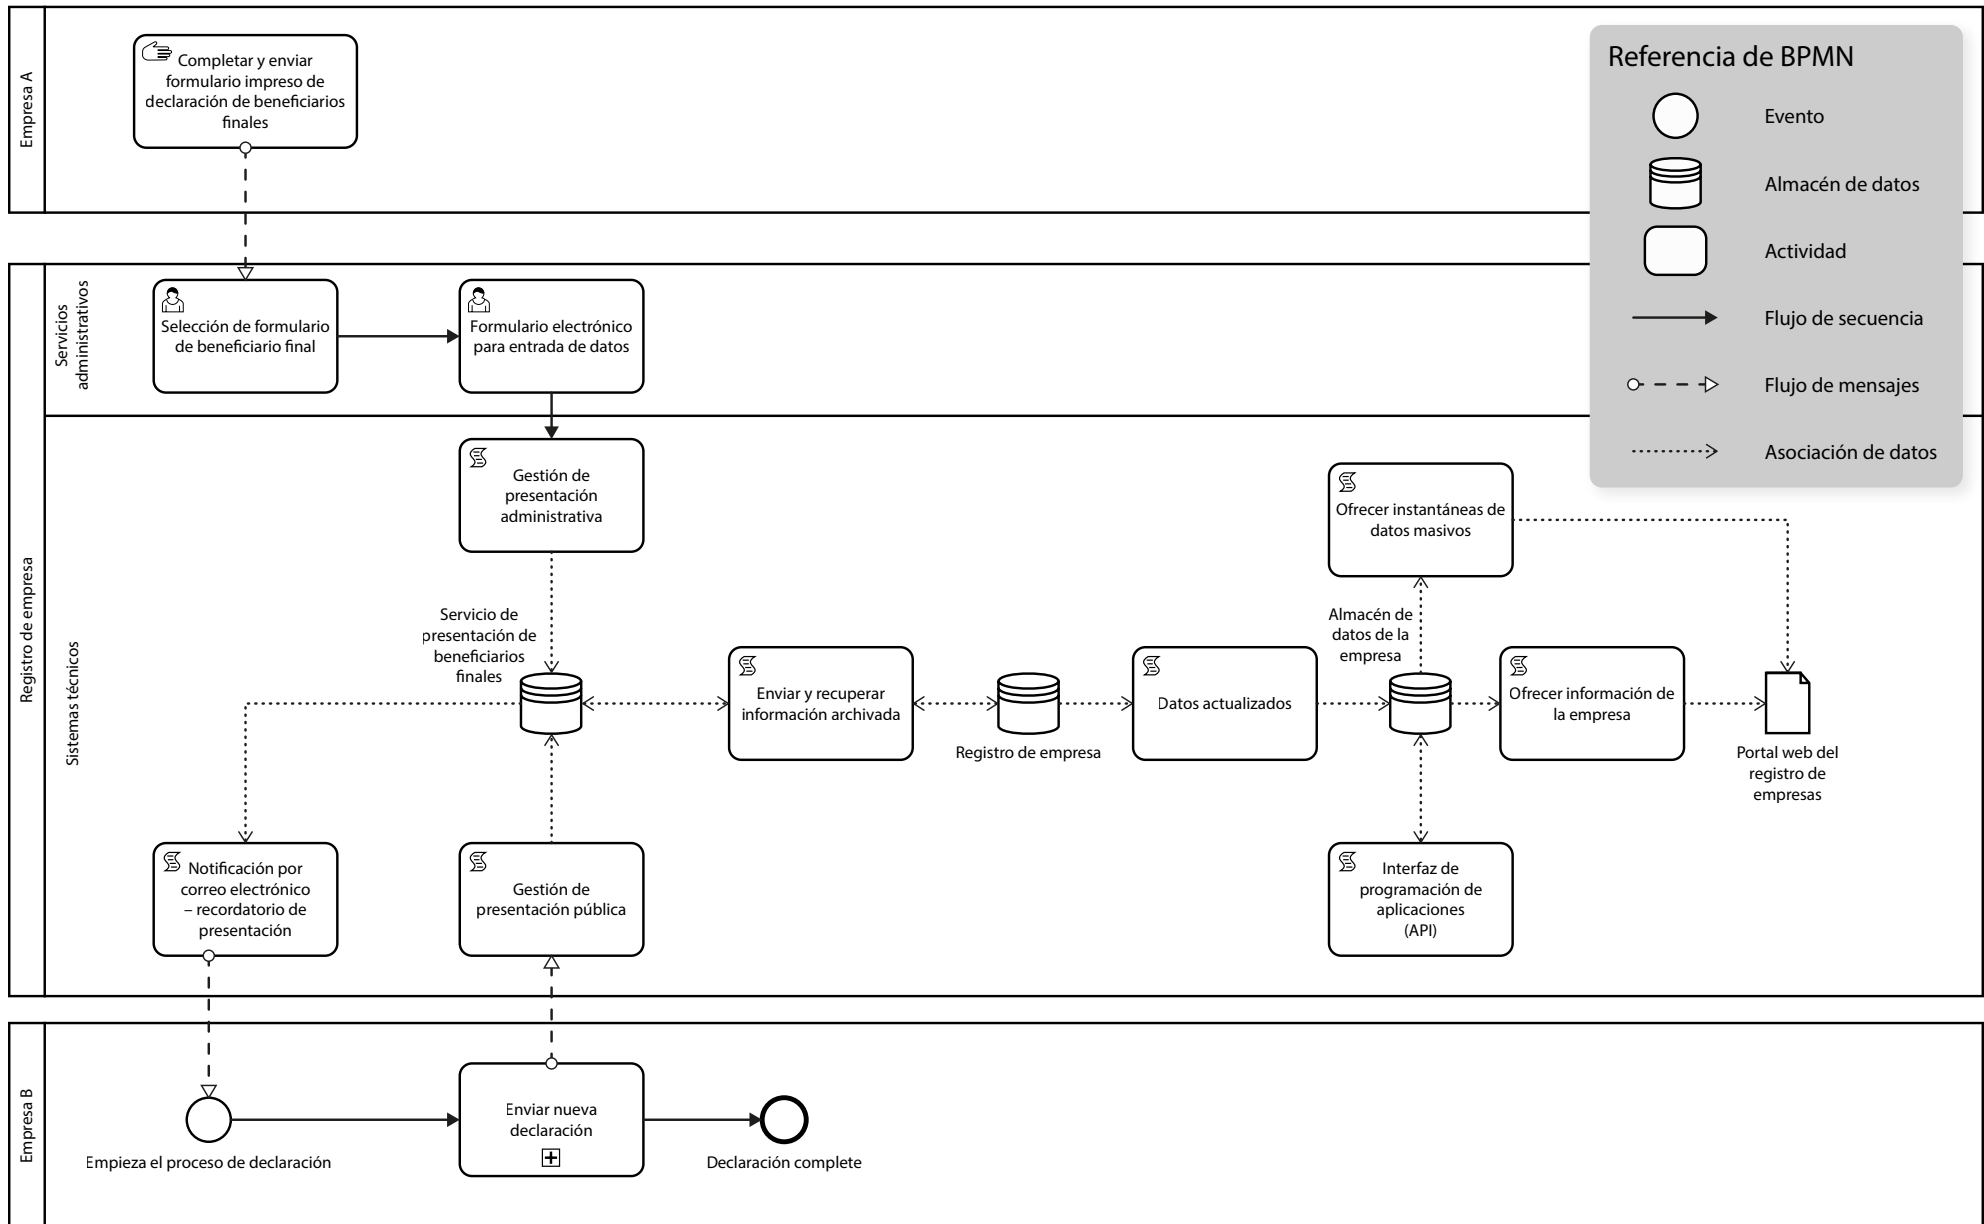 Empresa A
Completar y enviar
formulario impreso de
declaración de beneficiarios
finales
Referencia de BPMN
Evento
Almacén de datos
Actividad
Flujo de secuencia
Flujo de mensajes
Asociación de datos
Registro de empresa
Servicios
administrativos
Selección de formulario
de beneficiario final
Formulario electrónico
para entrada de datos
Sistemas técnicos
Gestión de
presentación
administrativa
Ofrecer instantáneas de
datos masivos
Servicio de
presentación de
beneficiarios
finales
Almacén de
datos de la
empresa
Enviar y recuperar
información archivada
Registro de empresa
Datos actualizados
Ofrecer información de
la empresa
Portal web del
registro de
empresas
Notificación por
correo electrónico
– recordatorio de
presentación
Gestión de
presentación pública
Interfaz de
programación de
aplicaciones
(API)
Empresa B
Empieza el proceso de declaración
Enviar nueva
declaración
Declaración complete